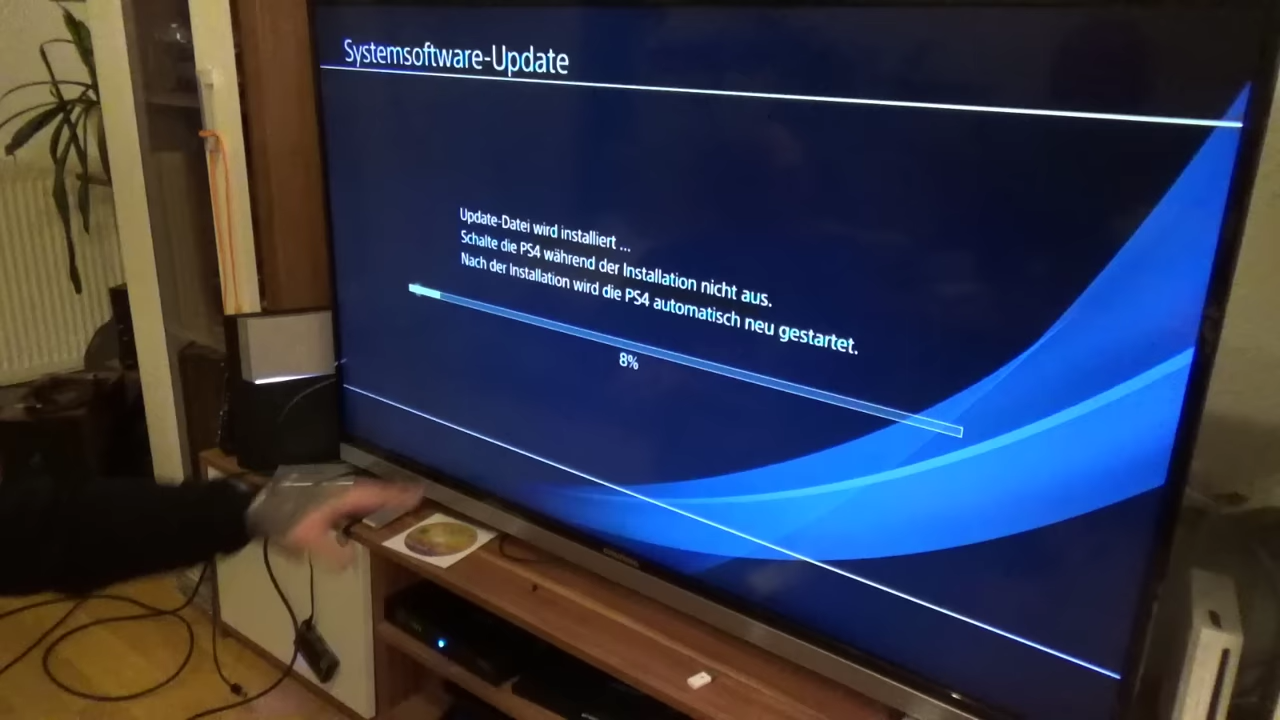 Systemsoftware-Update
Update-Datei wird installiert ...
Schalte die PS4 während der Installation nicht aus.
Nach der Installation wird die PS4 automatisch neu gestartet.
8%